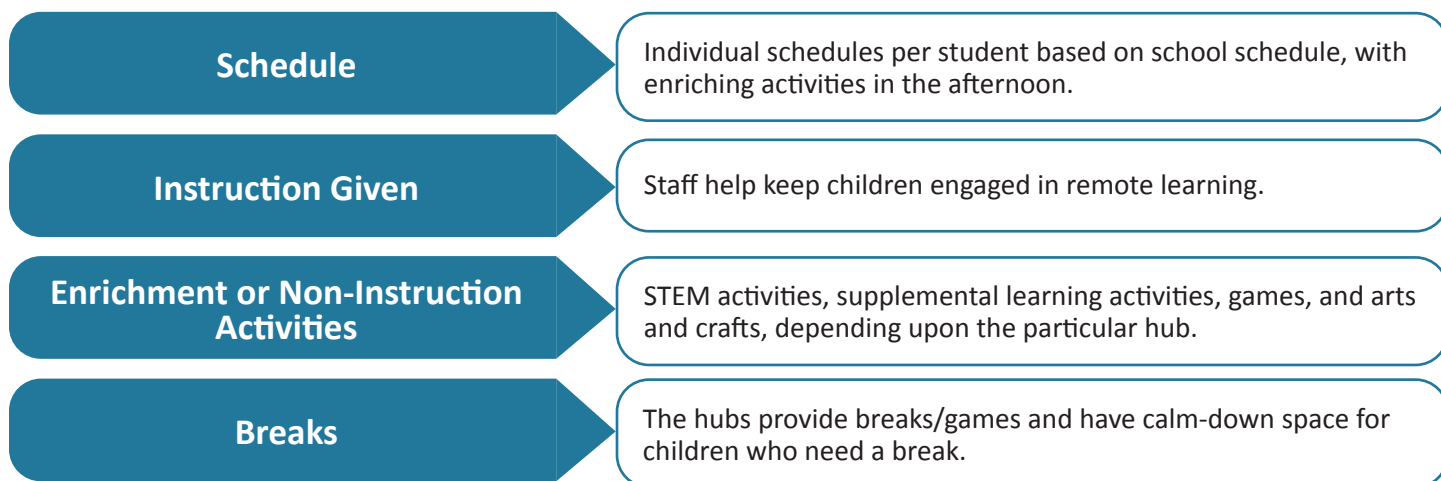 Schedule
Individual schedules per student based on school schedule, with
enriching activities in the afternoon.
Instruction Given
Staff help keep children engaged in remote learning.
Enrichment or Non-Instruction
Activities
STEM activities, supplemental learning activities, games, and arts
and crafts, depending upon the particular hub.
Breaks
The hubs provide breaks/games and have calm-down space for
children who need a break.